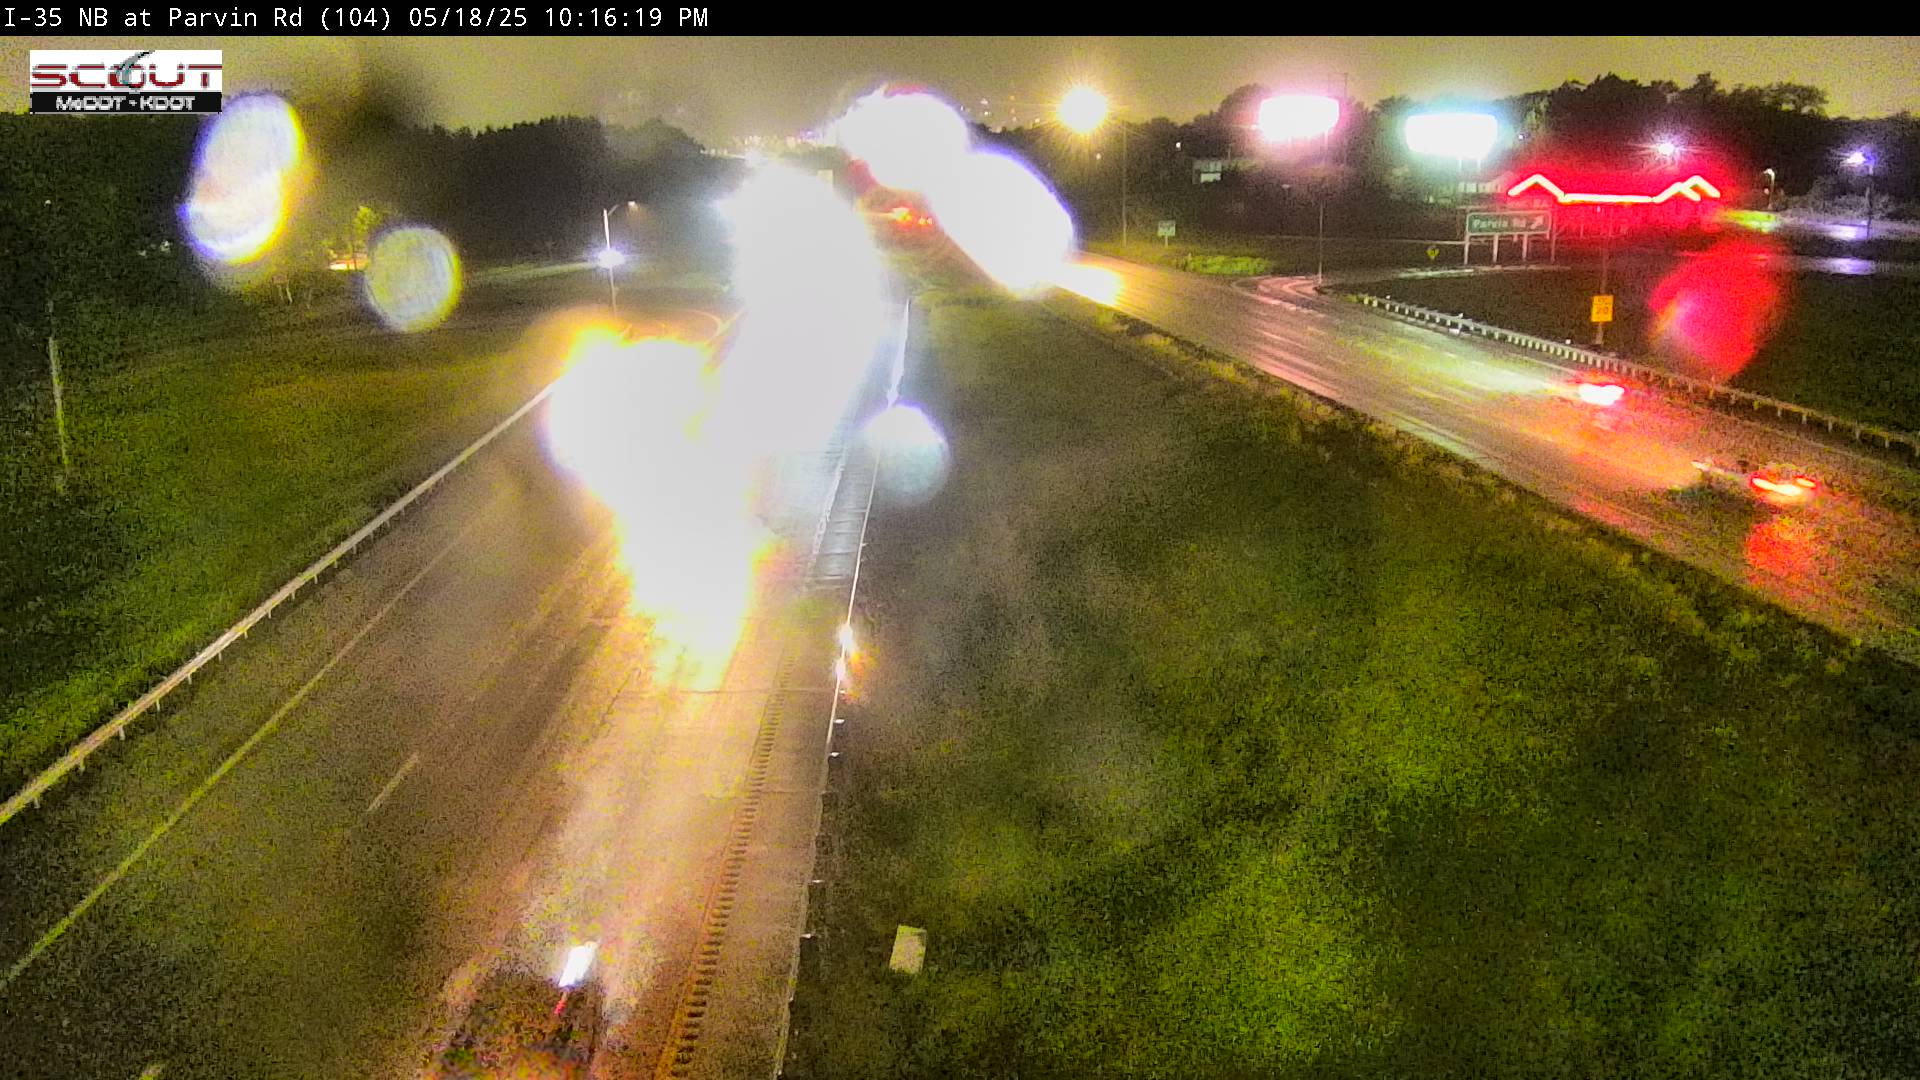 I-35 NB at Parvin Rd (104) 05/18/25 10:16:19 PM
SCOUT
MoDOT - KDOT
Parvin Rd